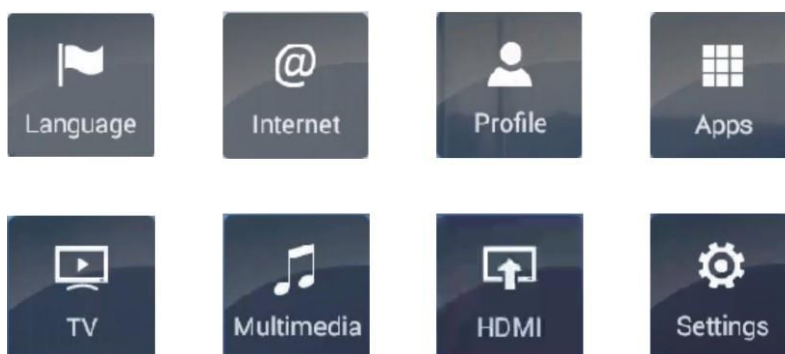 Language
Internet
Profile
Apps
TV
Multimedia
HDMI
Settings